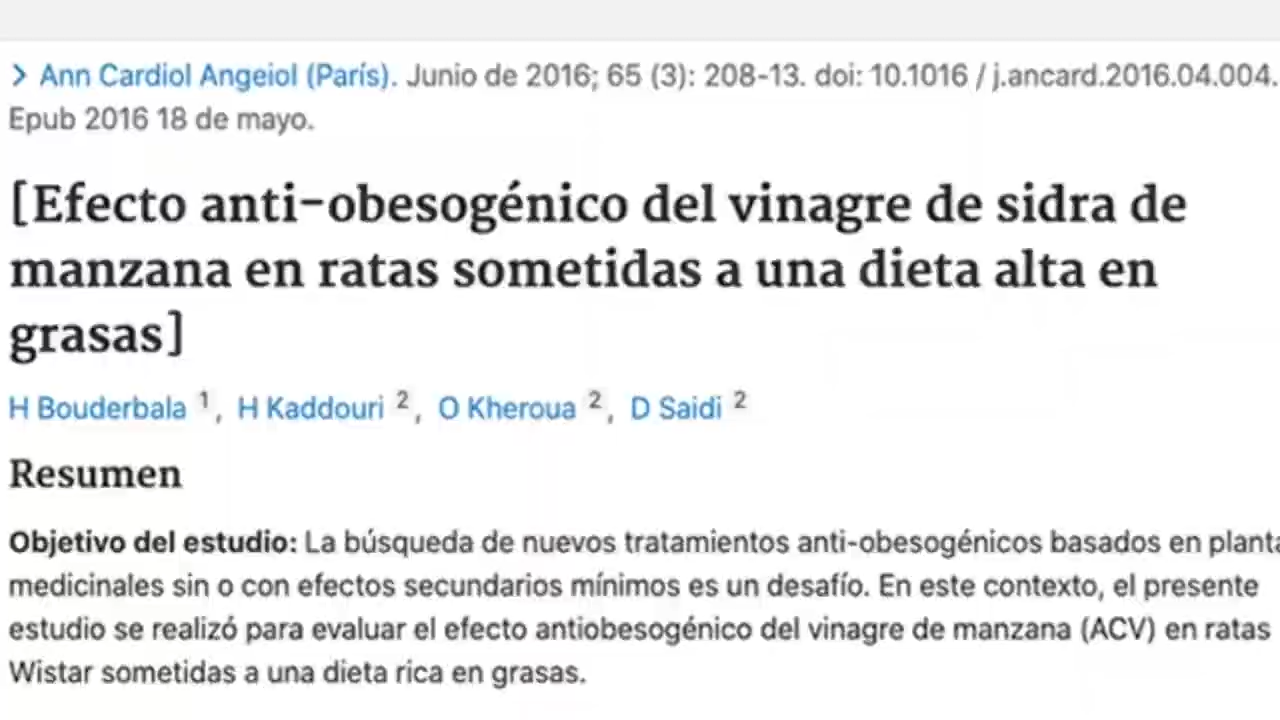 > Ann Cardiol Angeiol (París). Junio de 2016; 65 (3): 208-13. doi: 10.1016 / j.ancard.2016.04.004.
Epub 2016 18 de mayo.
[Efecto anti-obesogénico del vinagre de sidra de
manzana en ratas sometidas a una dieta alta en
grasas]
H Bouderbala 1, H Kaddouri 2, O Kheroua 2, D Saidi 2
Resumen
Objetivo del estudio: La búsqueda de nuevos tratamientos anti-obesogénicos basados en planta
medicinales sin o con efectos secundarios mínimos es un desafío. En este contexto, el presente
estudio se realizó para evaluar el efecto antiobesogénico del vinagre de manzana (ACV) en ratas
Wistar sometidas a una dieta rica en grasas.